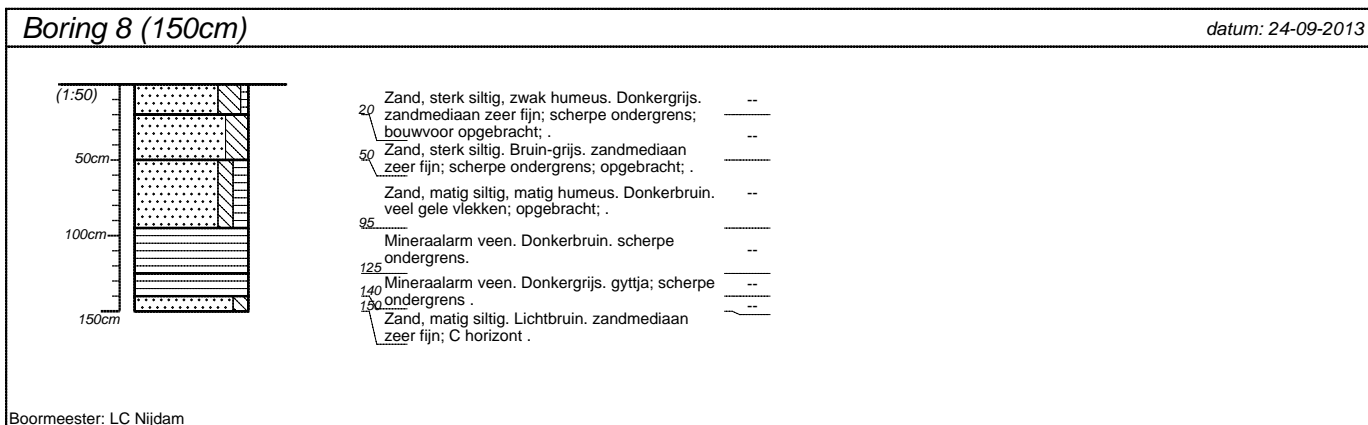 Boring 8 (150cm)
datum: 24-09-2013
(1:50)
50cm
100cm
150cm
Zand, sterk siltig, zwak humeus. Donkergrijs.
zandmediaan zeer fijn; scherpe ondergrens;
bouwvoor opgebracht; .
--
20
Zand, sterk siltig. Bruin-grijs. zandmediaan
zeer fijn; scherpe ondergrens; opgebracht; .
--
50
Zand, matig siltig, matig humeus. Donkerbruin.
veel gele vlekken; opgebracht; .
--
95
Mineraalarm veen. Donkerbruin. scherpe
ondergrens.
--
125
Mineraalarm veen. Donkergrijs. gyttja; scherpe
ondergrens .
--
140
Zand, matig siltig. Lichtbruin. zandmediaan
zeer fijn; C horizont .
--
150
Boormeester: LC Nijdam